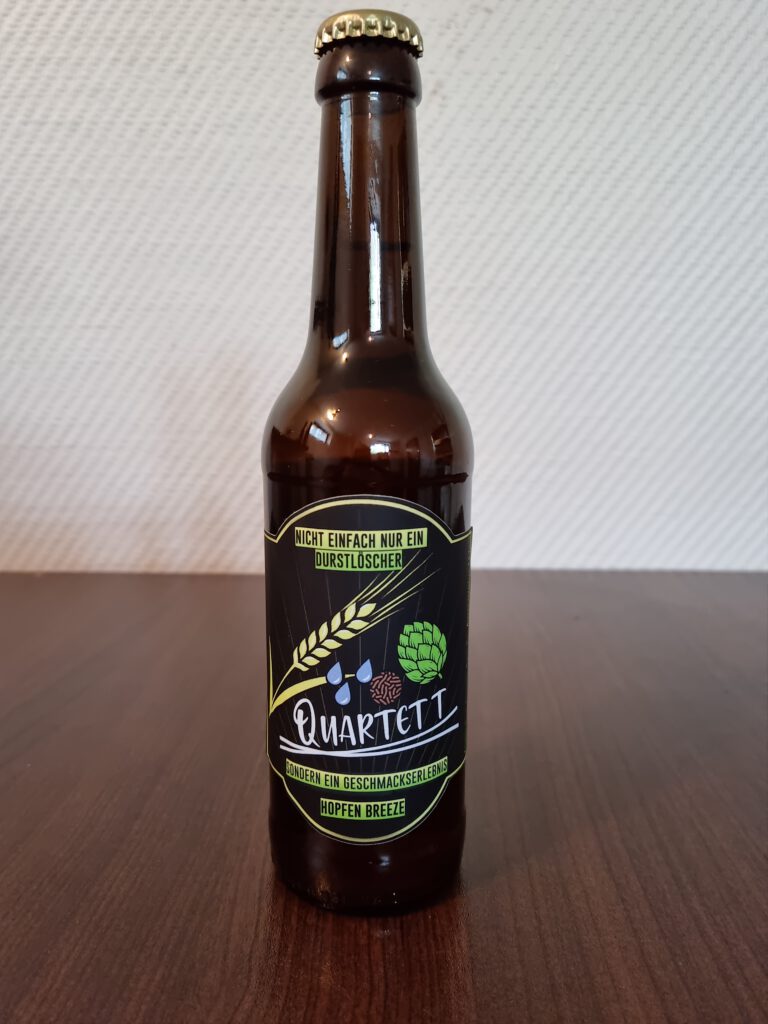 NICHT EINFACH NUR EIN
DURSTLÖSCHER
QUARTETT
SONDERN EIN GESCHMACKSERLEBNIS
HOPFEN BREEZE